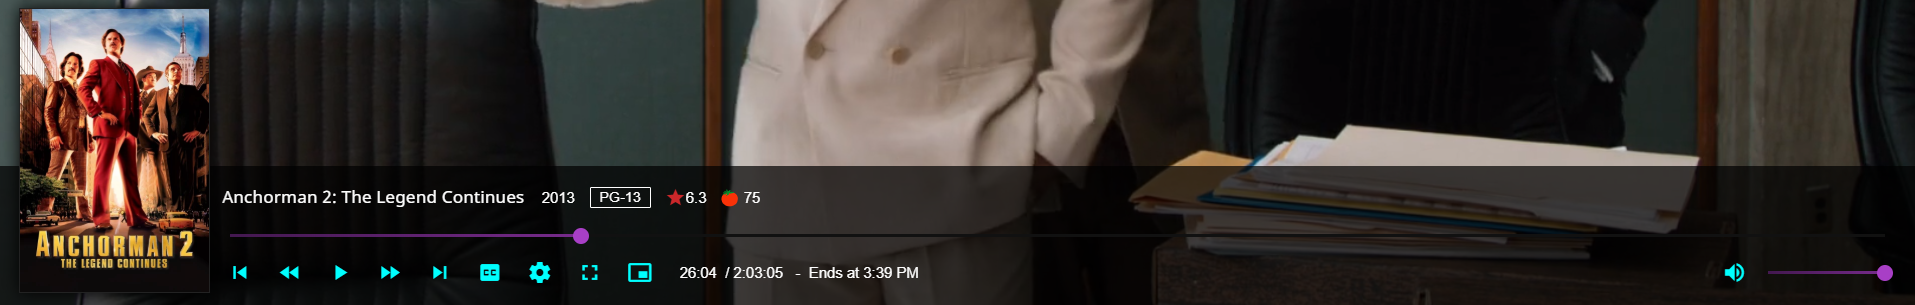 ANCHORMAN 2
THE LEGEND CONTINUES
Anchorman 2: The Legend Continues 2013 PG-13 6.3 75
CC
26:04 / 2:03:05 - Ends at 3:39 PM